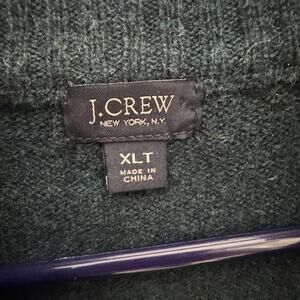 J.CREW
NEW YORK, N.Y.
XLT
MADE IN
CHINA